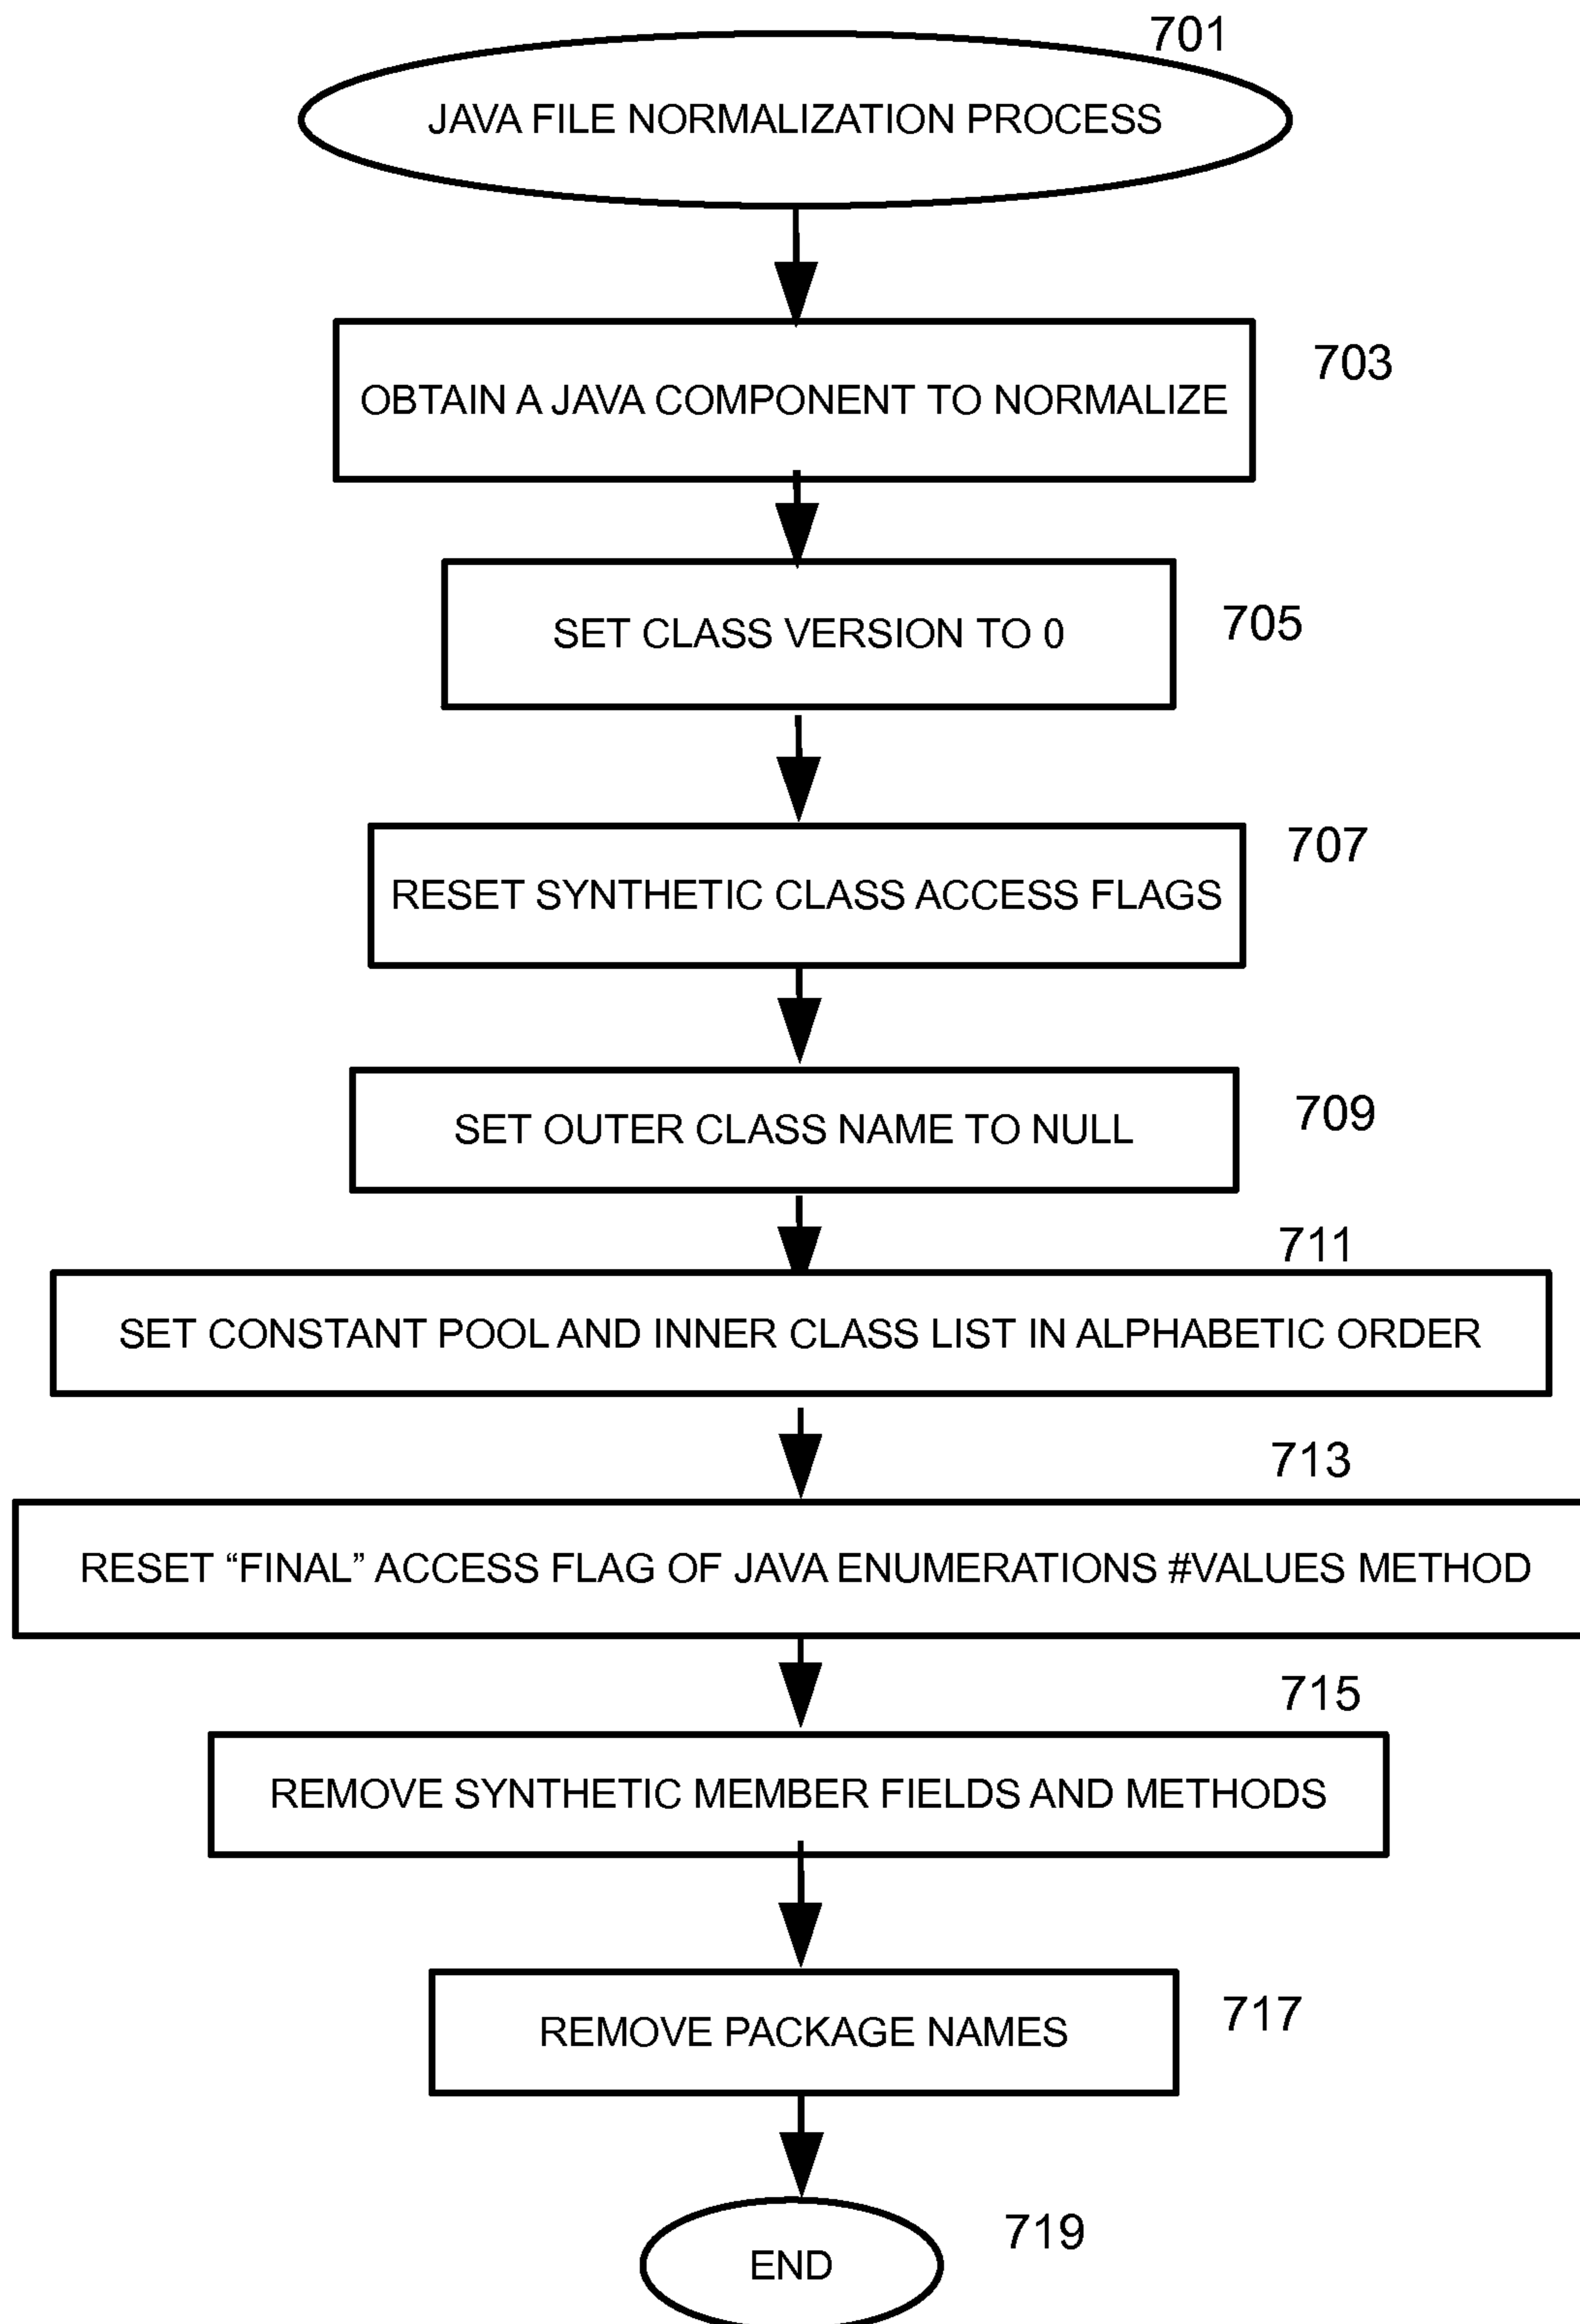 701
JAVA FILE NORMALIZATION PROCESS
703
OBTAIN A JAVA COMPONENT TO NORMALIZE
705
SET CLASS VERSION TO 0
707
RESET SYNTHETIC CLASS ACCESS FLAGS
709
SET OUTER CLASS NAME TO NULL
711
SET CONSTANT POOL AND INNER CLASS LIST IN ALPHABETIC ORDER
713
RESET “FINAL” ACCESS FLAG OF JAVA ENUMERATIONS #VALUES METHOD
715
REMOVE SYNTHETIC MEMBER FIELDS AND METHODS
717
REMOVE PACKAGE NAMES
719
END